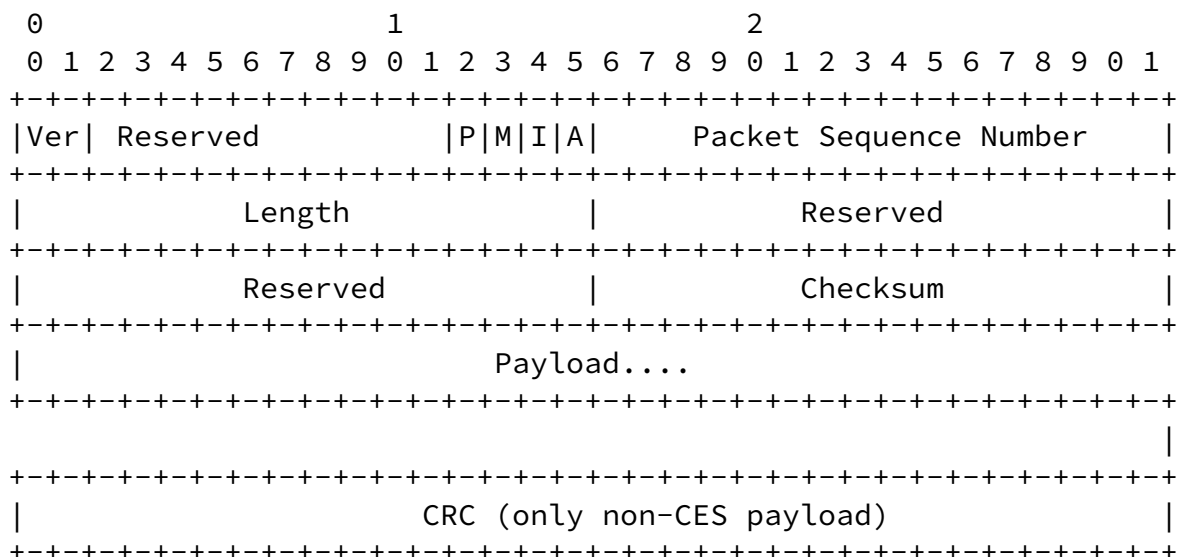 0                   1                   2
 0 1 2 3 4 5 6 7 8 9 0 1 2 3 4 5 6 7 8 9 0 1 2 3 4 5 6 7 8 9 0 1
+-+-+-+-+-+-+-+-+-+-+-+-+-+-+-+-+-+-+-+-+-+-+-+-+-+-+-+-+-+-+-+-+
|Ver| Reserved          |P|M|I|A|     Packet Sequence Number    |
+-+-+-+-+-+-+-+-+-+-+-+-+-+-+-+-+-+-+-+-+-+-+-+-+-+-+-+-+-+-+-+-+
|            Length             |           Reserved            |
+-+-+-+-+-+-+-+-+-+-+-+-+-+-+-+-+-+-+-+-+-+-+-+-+-+-+-+-+-+-+-+-+
|            Reserved           |           Checksum            |
+-+-+-+-+-+-+-+-+-+-+-+-+-+-+-+-+-+-+-+-+-+-+-+-+-+-+-+-+-+-+-+-+
|                          Payload....
+-+-+-+-+-+-+-+-+-+-+-+-+-+-+-+-+-+-+-+-+-+-+-+-+-+-+-+-+-+-+-+-+
                                                                |
+-+-+-+-+-+-+-+-+-+-+-+-+-+-+-+-+-+-+-+-+-+-+-+-+-+-+-+-+-+-+-+-+
|                      CRC (only non-CES payload)               |
+-+-+-+-+-+-+-+-+-+-+-+-+-+-+-+-+-+-+-+-+-+-+-+-+-+-+-+-+-+-+-+-+